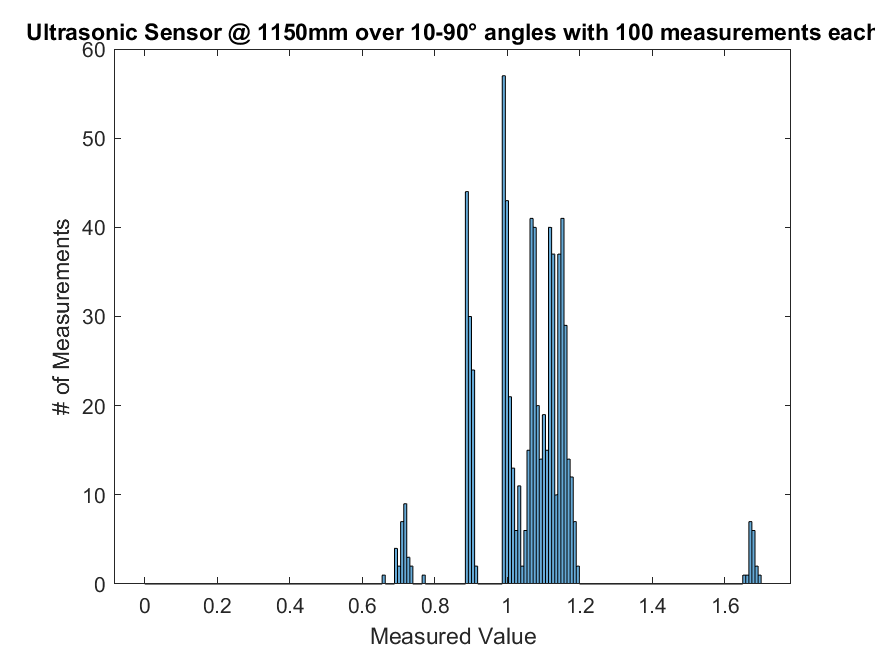 Ultrasonic Sensor @ 1150mm over 10-90° angles with 100 measurements each
60
50
40
30
20
10
0
# of Measurements
0 0.2 0.4 0.6 0.8 1 1.2 1.4 1.6
Measured Value